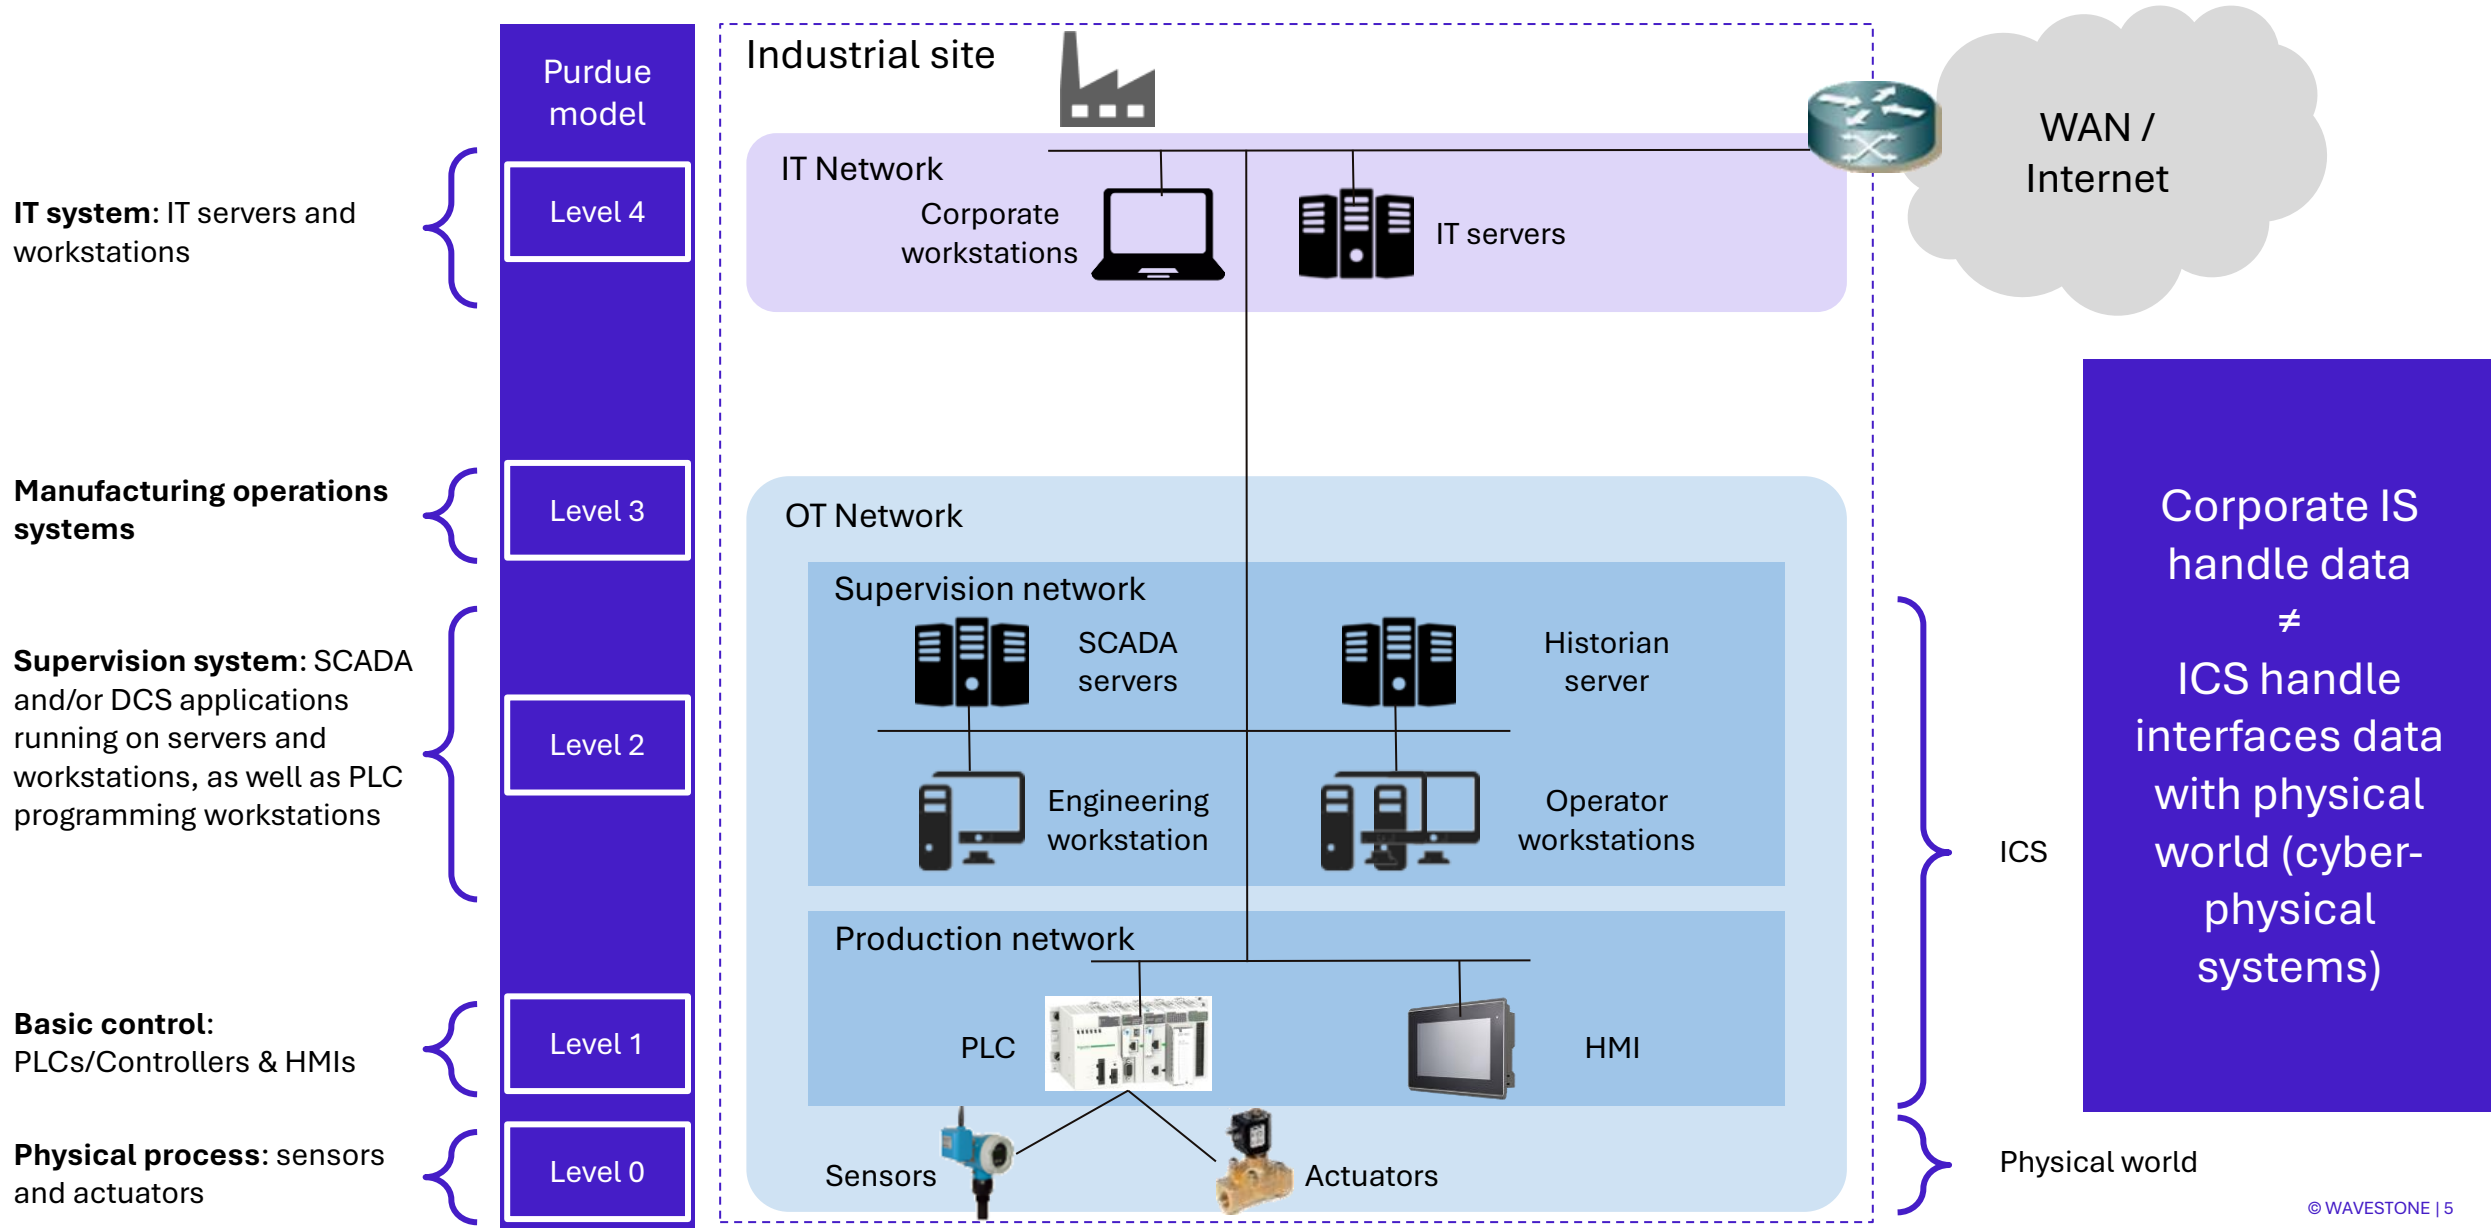 Purdue
model
Industrial site
WAN /
Internet
IT system: IT servers and
workstations
Level 4
IT Network
Corporate
workstations
IT servers
Manufacturing operations
systems
Level 3
OT Network
Supervision system: SCADA
and/or DCS applications
running on servers and
workstations, as well as PLC
programming workstations
Level 2
Supervision network
SCADA
servers
Historian
server
Engineering
workstation
Operator
workstations
Basic control:
PLCs/Controllers & HMIs
Level 1
Production network
PLC
HMI
ICS
Physical process: sensors
and actuators
Level 0
Sensors
Actuators
Physical world
Corporate IS
handle data
≠
ICS handle
interfaces data
with physical
world (cyber-
physical
systems)
© WAVESTONE | 5